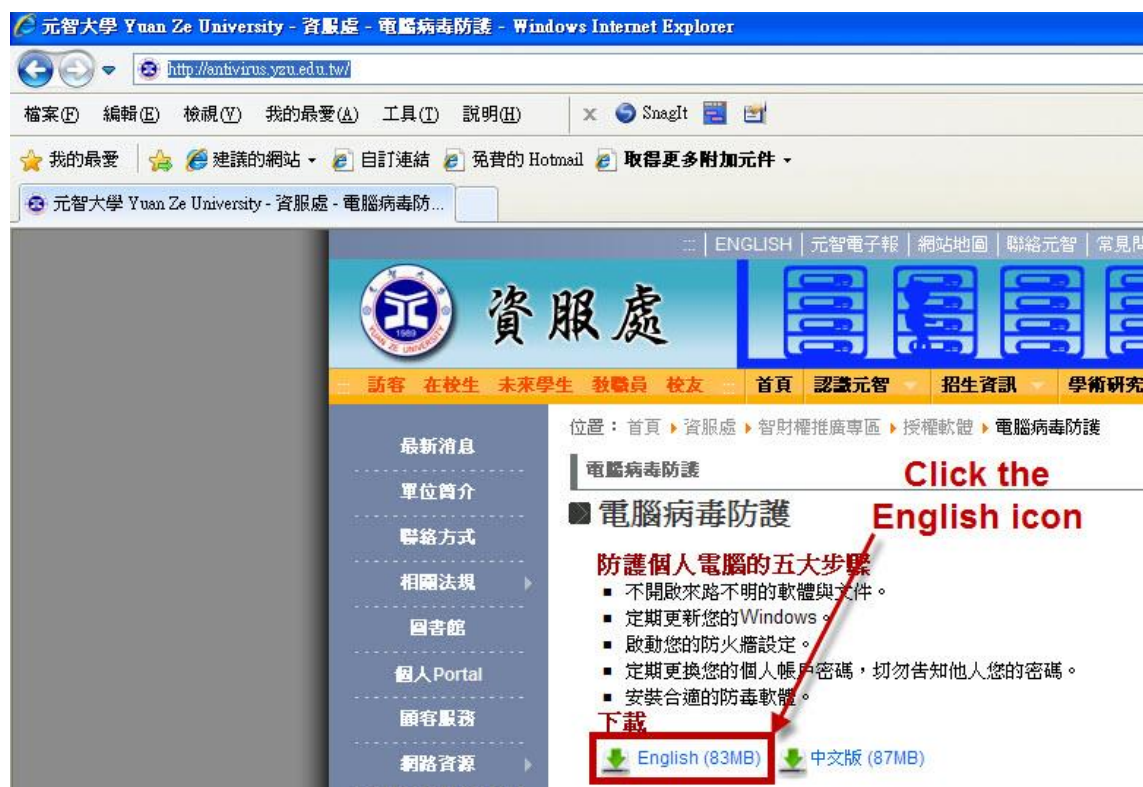 元智大學 Yuan Ze University - 資服處 - 電腦病毒防護 - Windows Internet Explorer
http://antivirus.yzu.edu.tw/
檔案(F) 編輯(E) 檢視(V) 我的最愛(A) 工具(T) 說明(H) x SnagIt
我的最愛 建議的網站 自訂連結 免費的 Hotmail 取得更多附加元件
元智大學 Yuan Ze University - 資服處 - 電腦病毒防...
::: | ENGLISH | 元智電子報 | 網站地圖 | 聯絡元智 | 常見
資服處
YUAN ZE UNIVERSITY
1989
訪客 在校生 未來學生 教職員 校友 首頁 認識元智 招生資訊 學術研究
位置：首頁 資服處 智財權推廣專區 授權軟體 電腦病毒防護
最新消息
單位簡介
聯絡方式
相關法規
圖書館
個人Portal
顧客服務
網路資源
電腦病毒防護
Click the
English icon
電腦病毒防護
防護個人電腦的五大步驟
不開啟來路不明的軟體與文件。
定期更新您的Windows。
啟動您的防火牆設定。
定期更換您的個人帳戶密碼，切勿告知他人您的密碼。
安裝合適的防毒軟體。
下載
English (83MB) 中文版 (87MB)